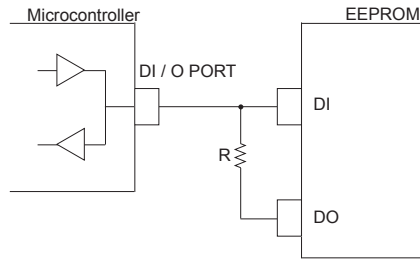 Microcontroller
EEPROM
DI / O PORT
DI
R
DO